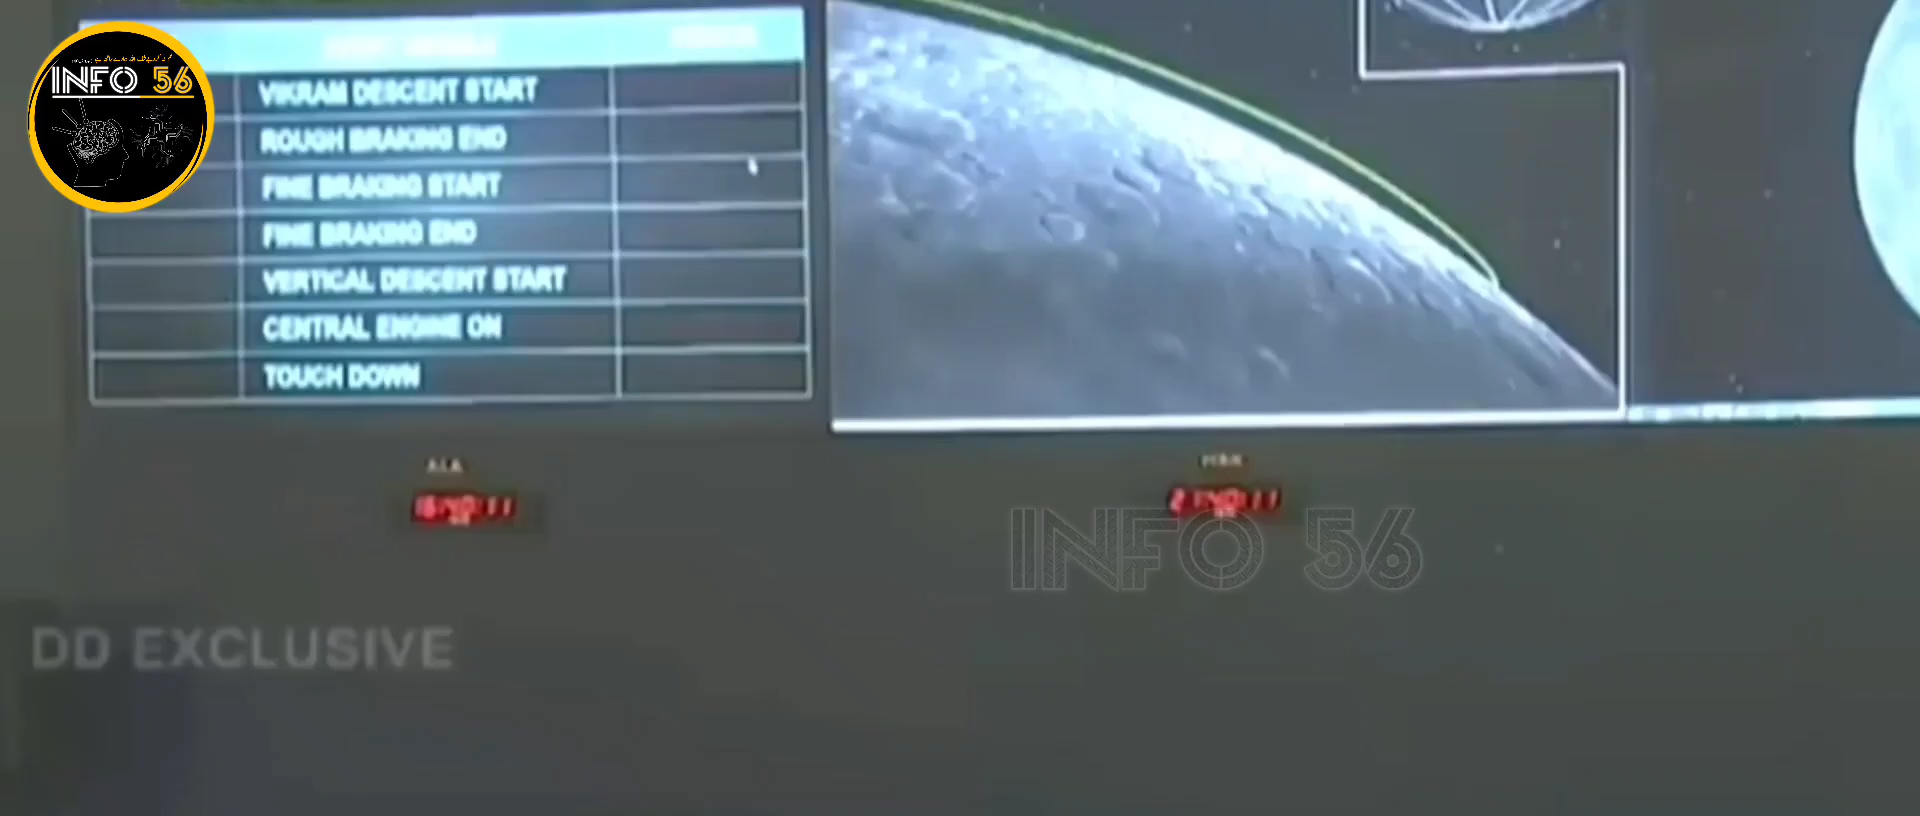 INFO 56
VIKRAM DESCENT START
ROUGH BRAKING END
FINE BRAKING START
FINE BRAKING END
VERTICAL DESCENT START
CENTRAL ENGINE ON
TOUCH DOWN
INFO 56
DD EXCLUSIVE